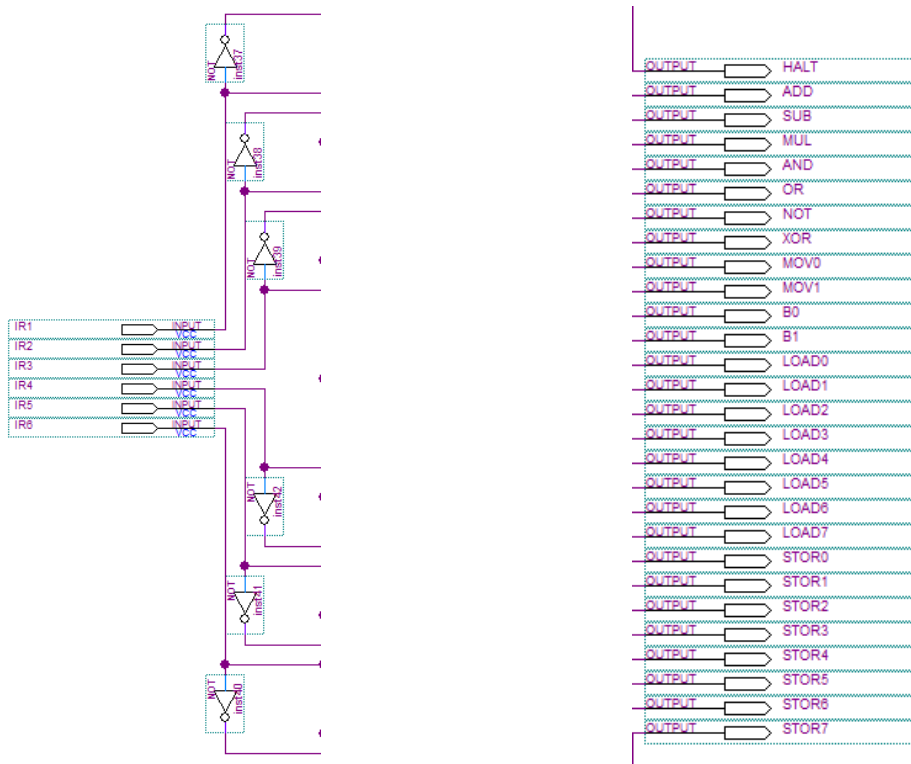 NOT
inst37
NOT
inst38
NOT
inst39
IR1 INPUT
VCC
IR2 INPUT
VCC
IR3 INPUT
VCC
IR4 INPUT
VCC
IR5 INPUT
VCC
IR6 INPUT
VCC
NOT
inst42
NOT
inst41
NOT
inst40
OUTPUT HALT
OUTPUT ADD
OUTPUT SUB
OUTPUT MUL
OUTPUT AND
OUTPUT OR
OUTPUT NOT
OUTPUT XOR
OUTPUT MOV0
OUTPUT MOV1
OUTPUT B0
OUTPUT B1
OUTPUT LOAD0
OUTPUT LOAD1
OUTPUT LOAD2
OUTPUT LOAD3
OUTPUT LOAD4
OUTPUT LOAD5
OUTPUT LOAD6
OUTPUT LOAD7
OUTPUT STOR0
OUTPUT STOR1
OUTPUT STOR2
OUTPUT STOR3
OUTPUT STOR4
OUTPUT STOR5
OUTPUT STOR6
OUTPUT STOR7